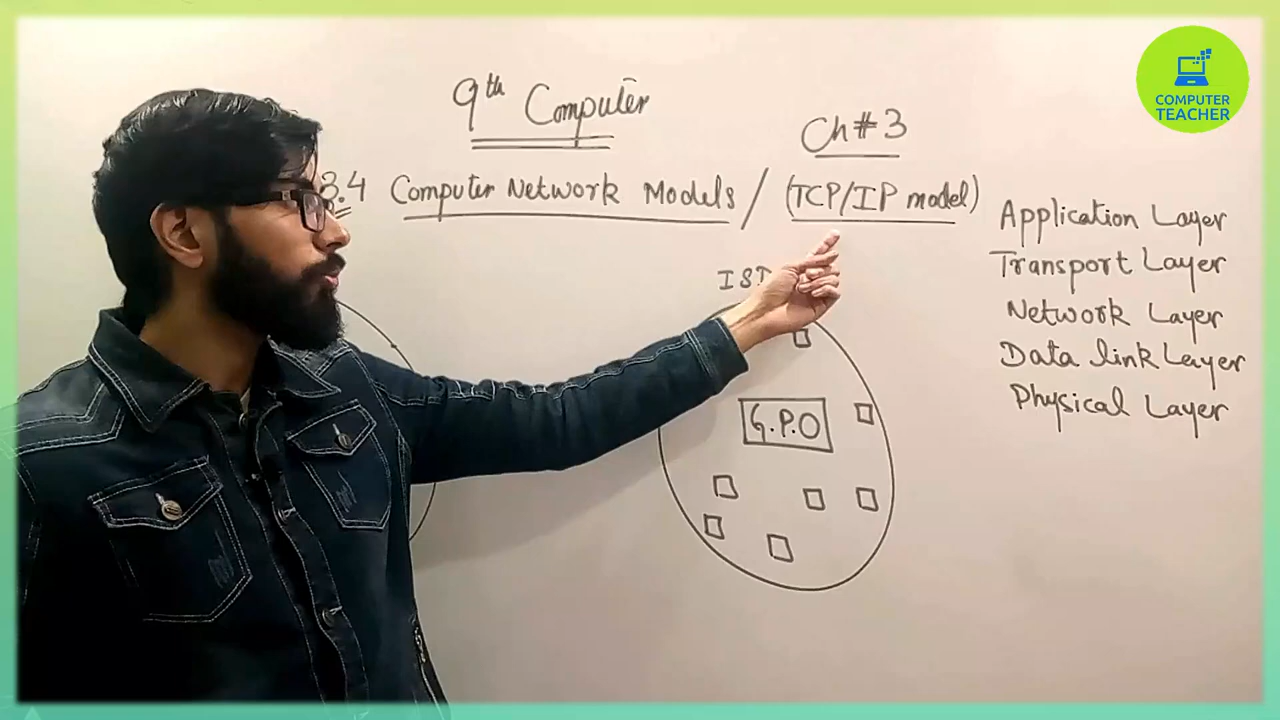 9th Computer
Ch#3
3.4 Computer Network Models / (TCP/IP model)
Application Layer
Transport Layer
Network Layer
Data link Layer
Physical Layer
G.P.O
COMPUTER
TEACHER